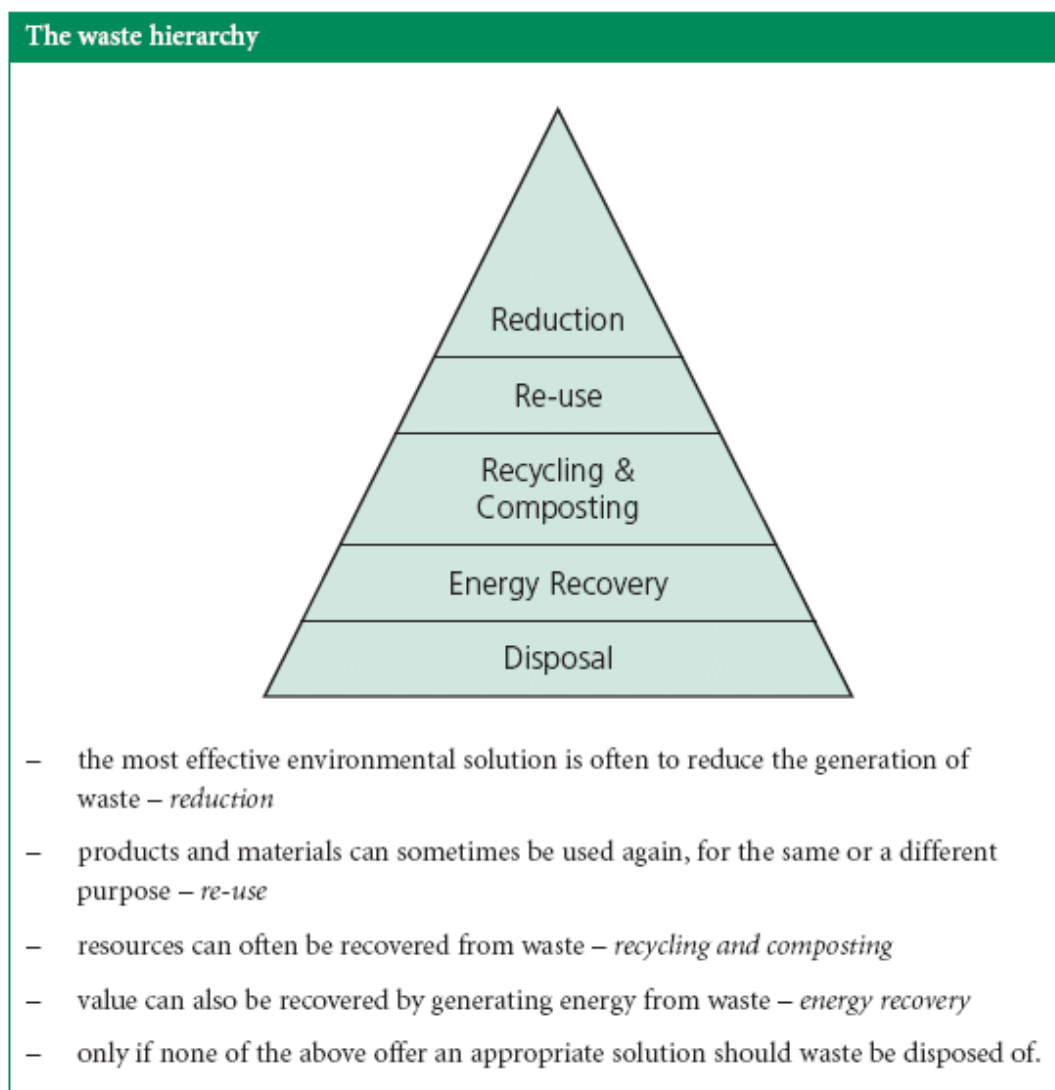 The waste hierarchy
Reduction
Re-use
Recycling &
Composting
Energy Recovery
Disposal
– the most effective environmental solution is often to reduce the generation of
waste – reduction
– products and materials can sometimes be used again, for the same or a different
purpose – re-use
– resources can often be recovered from waste – recycling and composting
– value can also be recovered by generating energy from waste – energy recovery
– only if none of the above offer an appropriate solution should waste be disposed of.